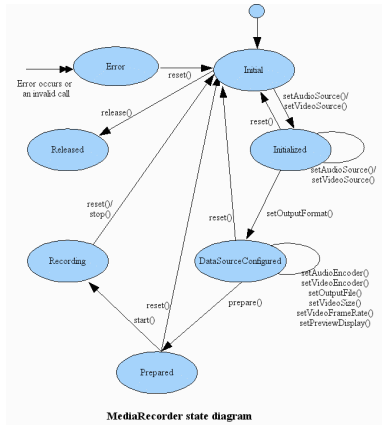 Error
Initial
reset()
Error occurs or
an invalid call
setAudioSource()/
setVideoSource()
release()
reset()
Released
Initialized
setAudioSource()/
setVideoSource()
reset()/
stop()
reset()
setOutputFormat()
Recording
DataSourceConfigured
setAudioEncoder()
setVideoEncoder()
setOutputFile()
setVideoSize()
setVideoFrameRate()
setPreviewDisplay()
reset()
prepare()
start()
Prepared
MediaRecorder state diagram